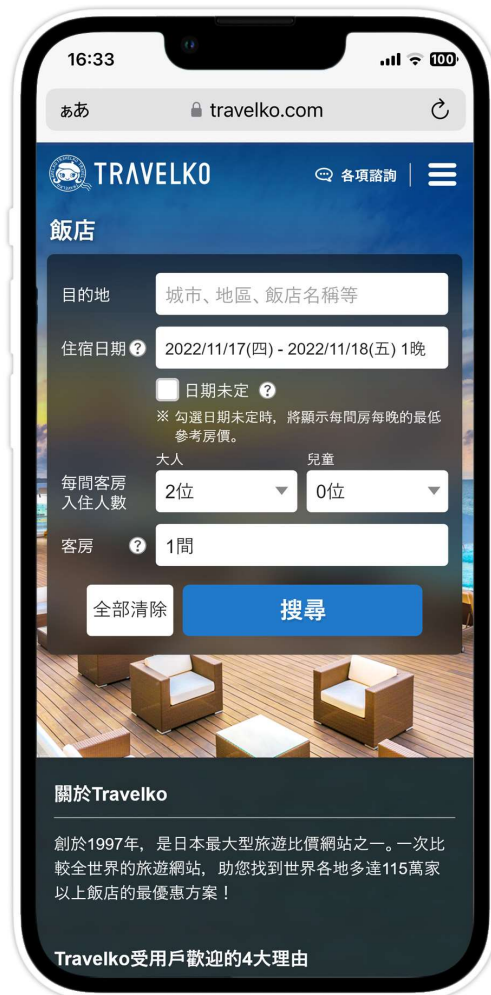 16:33
100
ぁあ
travelko.com
TRAVELKO
各項諮詢
飯店
目的地
城市、地區、飯店名稱等
住宿日期 ?
2022/11/17(四) - 2022/11/18(五) 1晚
日期未定 ?
※ 勾選日期未定時，將顯示每間房每晚的最低
參考房價。
大人
兒童
每間客房
入住人數
2位
0位
客房 ?
1間
全部清除
搜尋
關於Travelko
創於1997年，是日本最大型旅遊比價網站之一。一次比
較全世界的旅遊網站，助您找到世界各地多達115萬家
以上飯店的最優惠方案！
Travelko受用戶歡迎的4大理由